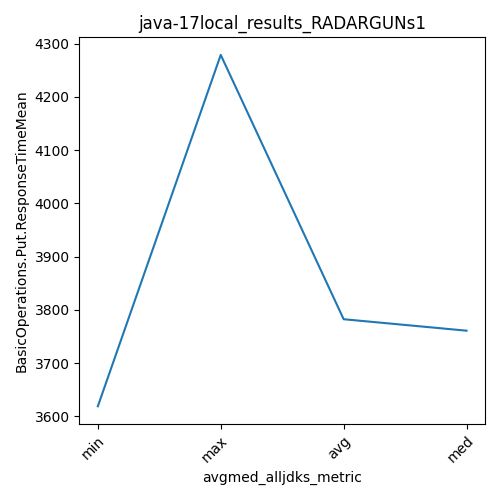 java-17local_results_RADARGUNs1
BasicOperations.Put.ResponseTimeMean
4300
4200
4100
4000
3900
3800
3700
3600
min
max
avg
med
avgmed_alljdks_metric